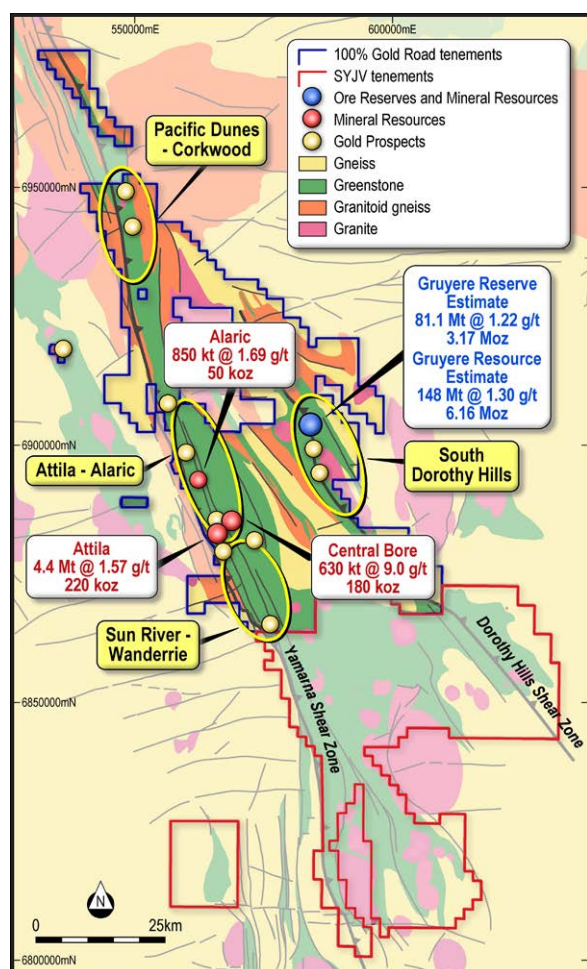 550000mE
600000mE
100% Gold Road tenements
SYJV tenements
Ore Reserves and Mineral Resources
Mineral Resources
Gold Prospects
Gneiss
Greenstone
Granitoid gneiss
Granite
Pacific Dunes
- Corkwood
6950000mN
Gruyere Reserve
Estimate
81.1 Mt @ 1.22 g/t
3.17 Moz
Gruyere Resource
Estimate
148 Mt @ 1.30 g/t
6.16 Moz
Alaric
850 kt @ 1.69 g/t
50 koz
6900000mN
Attila - Alaric
South
Dorothy Hills
Attila
4.4 Mt @ 1.57 g/t
220 koz
Central Bore
630 kt @ 9.0 g/t
180 koz
Sun River -
Wanderrie
Yamarna Shear Zone
Dorothy Hills Shear Zone
6850000mN
N
0
25km
6800000mN